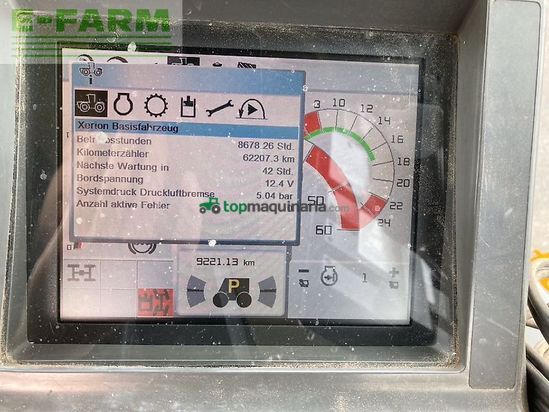 E-FARM
Xerion Basisfahrzeug
Betriebsstunden 8678.26 Std.
Kilometerzähler 62207.3 km
Nächste Wartung in 42 Std.
Bordspannung 12.4 V
Systemdruck Druckluftbremse 5.04 bar
Anzahl aktive Fehler
topmaquinaria.com
3 10 12 14 16 18 20 22 24
50
60
9221.13 km
P
1